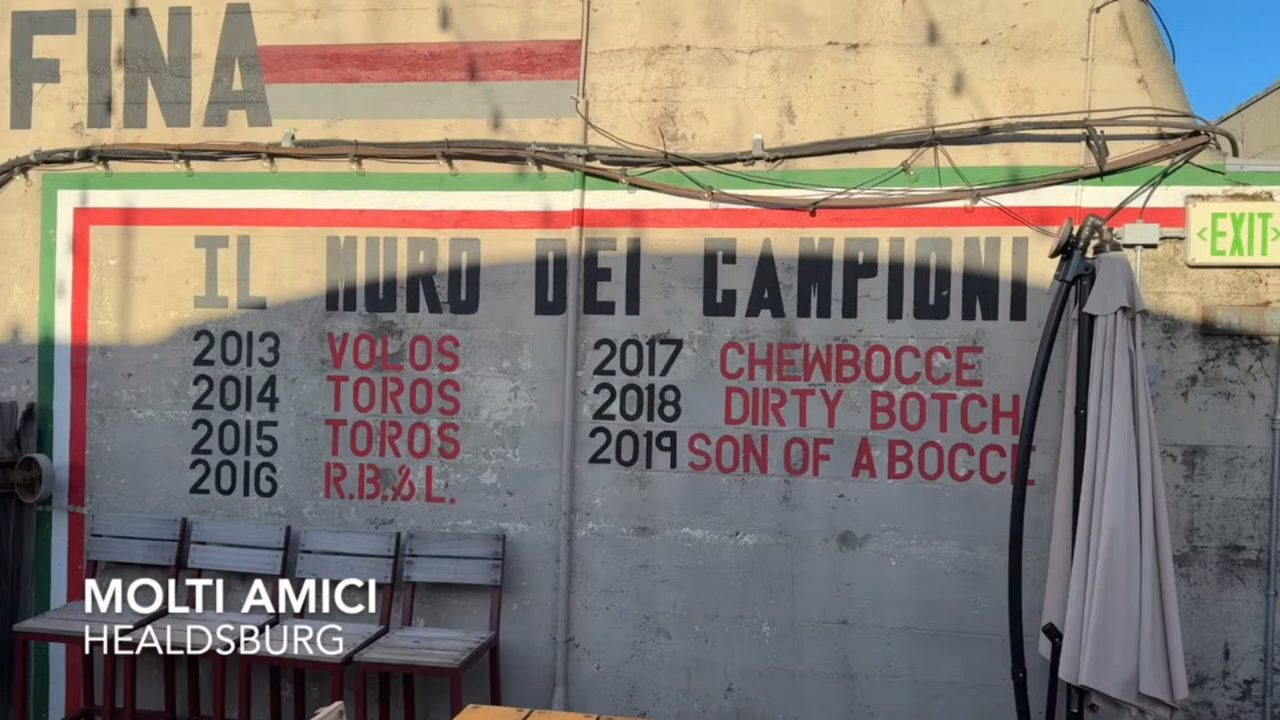 FINA
IL MURO DEI CAMPIONI
2013 VOLOS
2014 TOROS
2015 TOROS
2016 R.B.&L.
2017 CHEWBOCCE
2018 DIRTY BOTCH
2019 SON OF A BOCCE
<EXIT>
MOLTI AMICI
HEALDSBURG